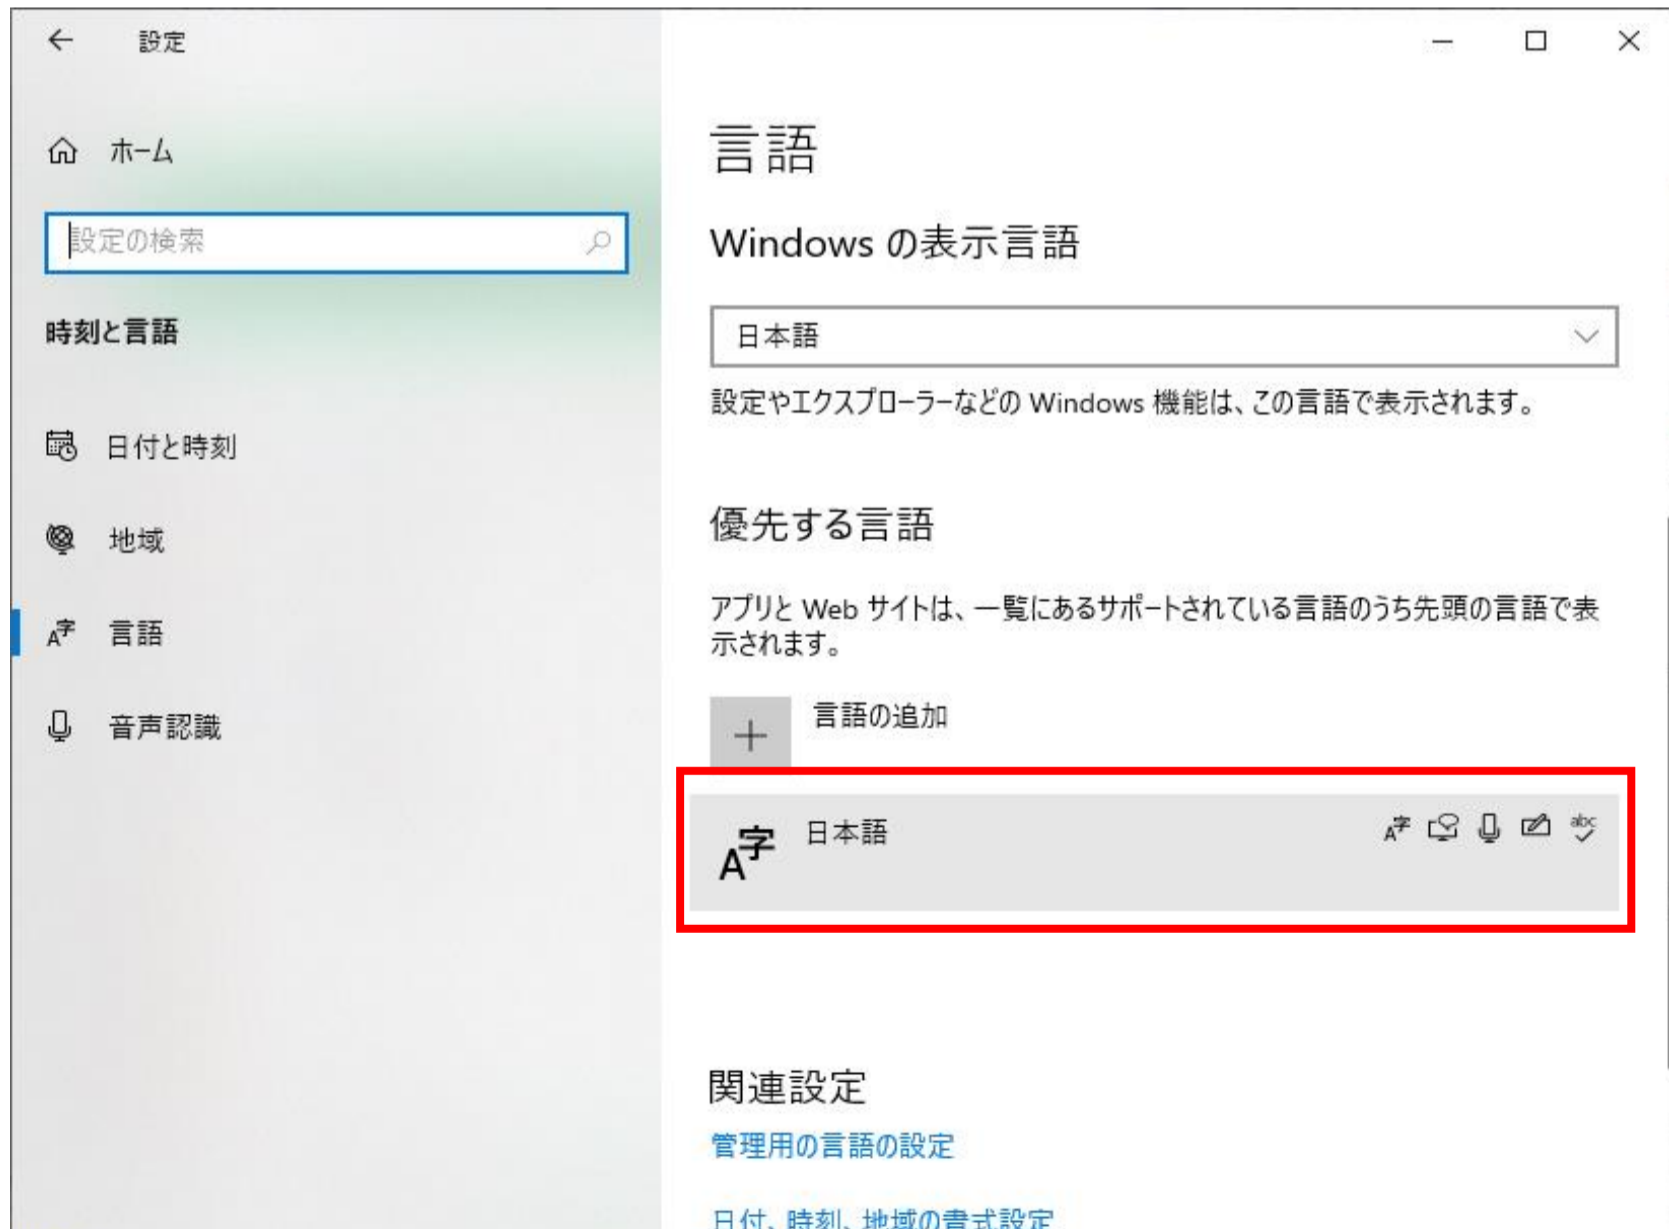 設定
ホーム
設定の検索
時刻と言語
日付と時刻
地域
A字 言語
音声認識
言語
Windows の表示言語
日本語
設定やエクスプローラーなどの Windows 機能は、この言語で表示されます。
優先する言語
アプリと Web サイトは、一覧にあるサポートされている言語のうち先頭の言語で表
示されます。
言語の追加
A字 日本語 A字 abc
関連設定
管理用の言語の設定
日付、時刻、地域の書式設定